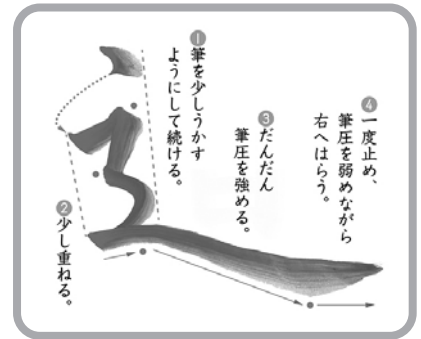 ❶筆を少しうかす
ようにして続ける。
❷少し重ねる。
❸だんだん
筆圧を強める。
❹一度止め、
筆圧を弱めながら
右へはらう。